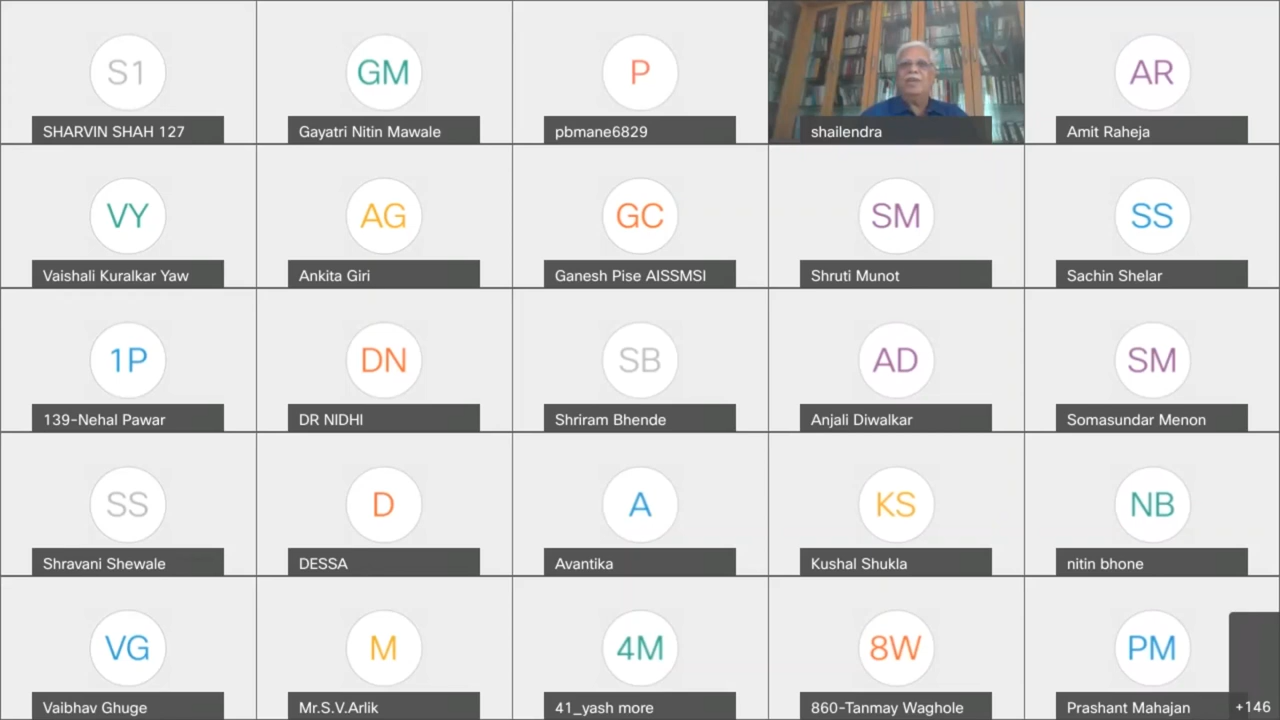 S1
GM
P
AR
SHARVIN SHAH 127
Gayatri Nitin Mawale
pbmane6829
shailendra
Amit Raheja
VY
AG
GC
SM
SS
Vaishali Kuralkar Yaw
Ankita Giri
Ganesh Pise AISSMSI
Shruti Munot
Sachin Shelar
1P
DN
SB
AD
SM
139-Nehal Pawar
DR NIDHI
Shriram Bhende
Anjali Diwalkar
Somasundar Menon
SS
D
A
KS
NB
Shravani Shewale
DESSA
Avantika
Kushal Shukla
nitin bhone
VG
M
4M
8W
PM
Vaibhav Ghuge
Mr.S.V.Arlik
41_yash more
860-Tanmay Waghole
Prashant Mahajan
+146